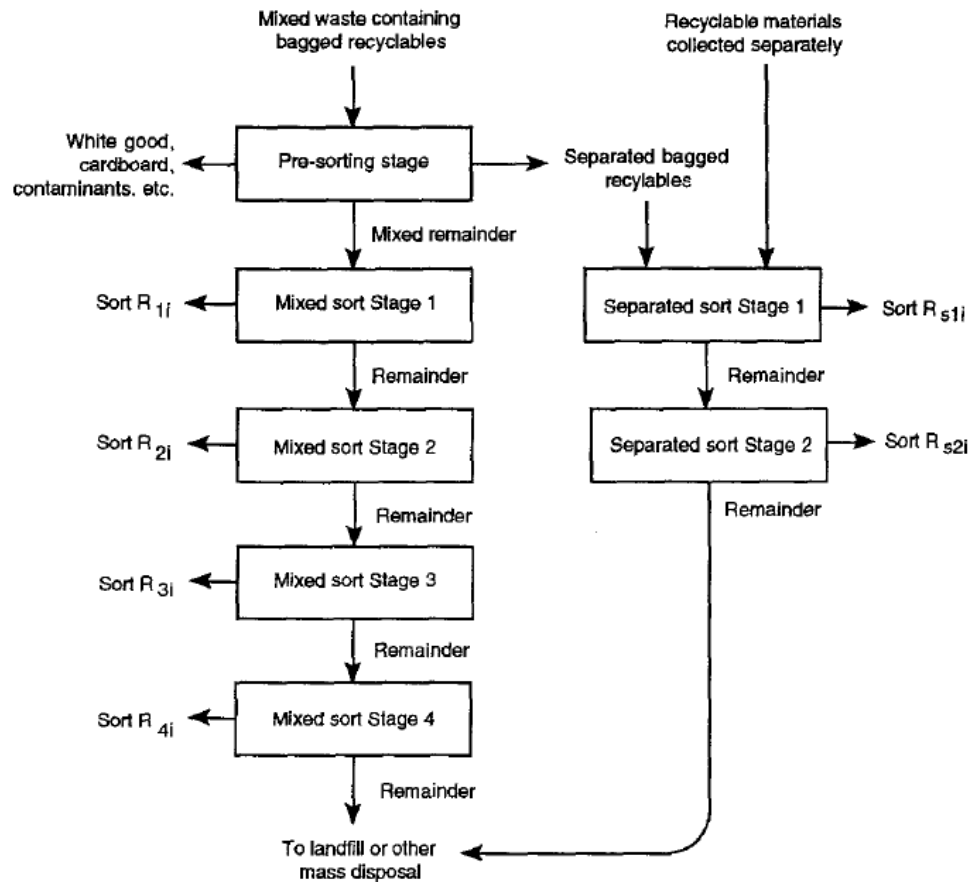 Mixed waste containing
bagged recyclables
Recyclable materials
collected separately
White good,
cardboard,
contaminants. etc.
Pre-sorting stage
Separated bagged
recylables
Mixed remainder
Sort R 1i
Mixed sort Stage 1
Separated sort Stage 1
Sort R s1i
Remainder
Remainder
Sort R 2i
Mixed sort Stage 2
Separated sort Stage 2
Sort R s2i
Remainder
Remainder
Sort R 3i
Mixed sort Stage 3
Remainder
Sort R 4i
Mixed sort Stage 4
Remainder
To landfill or other
mass disposal